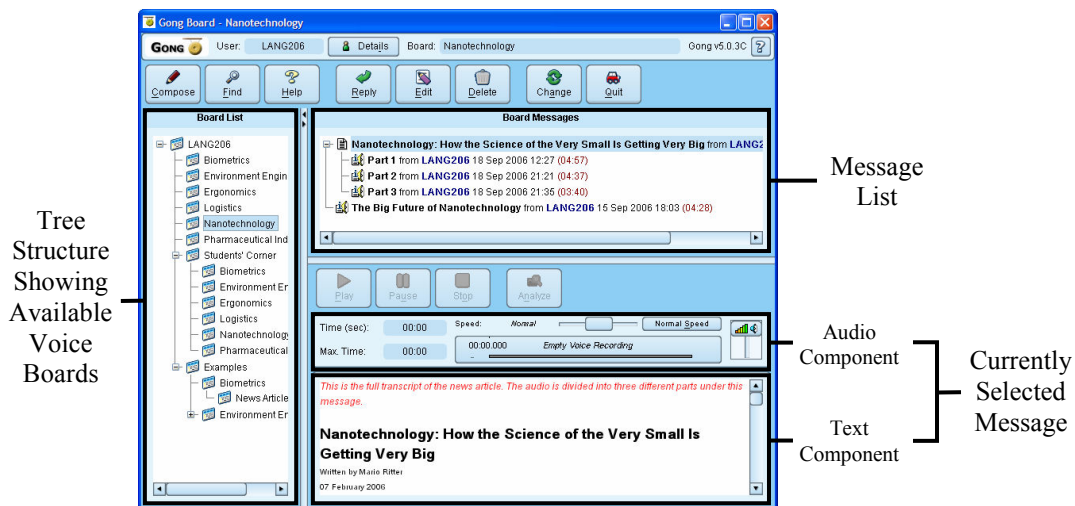 Gong Board - Nanotechnology
GONG User: LANG206 Details Board: Nanotechnology Gong v5.0.3C ?
Compose Find Help Reply Edit Delete Change Quit
Board List
LANG206
Biometrics
Environment Engin
Ergonomics
Logistics
Nanotechnology
Pharmaceutical Ind
Students' Corner
Biometrics
Environment Er
Ergonomics
Logistics
Nanotechnology
Pharmaceutical
Examples
Biometrics
News Article
Environment Er
Board Messages
Nanotechnology: How the Science of the Very Small Is Getting Very Big from LANG2
Part 1 from LANG206 18 Sep 2006 12:27 (04:57)
Part 2 from LANG206 18 Sep 2006 21:21 (04:37)
Part 3 from LANG206 18 Sep 2006 21:35 (03:40)
The Big Future of Nanotechnology from LANG206 15 Sep 2006 18:03 (04:28)
Play Pause Stop Analyze
Time (sec): 00:00 Speed: Normal Normal Speed
Max. Time: 00:00 00:00.000 Empty Voice Recording
This is the full transcript of the news article. The audio is divided into three different parts under this
message.
Nanotechnology: How the Science of the Very Small Is
Getting Very Big
Written by Mario Ritter
07 February 2006
Tree
Structure
Showing
Available
Voice
Boards
Message
List
Audio
Component
Text
Component
Currently
Selected
Message